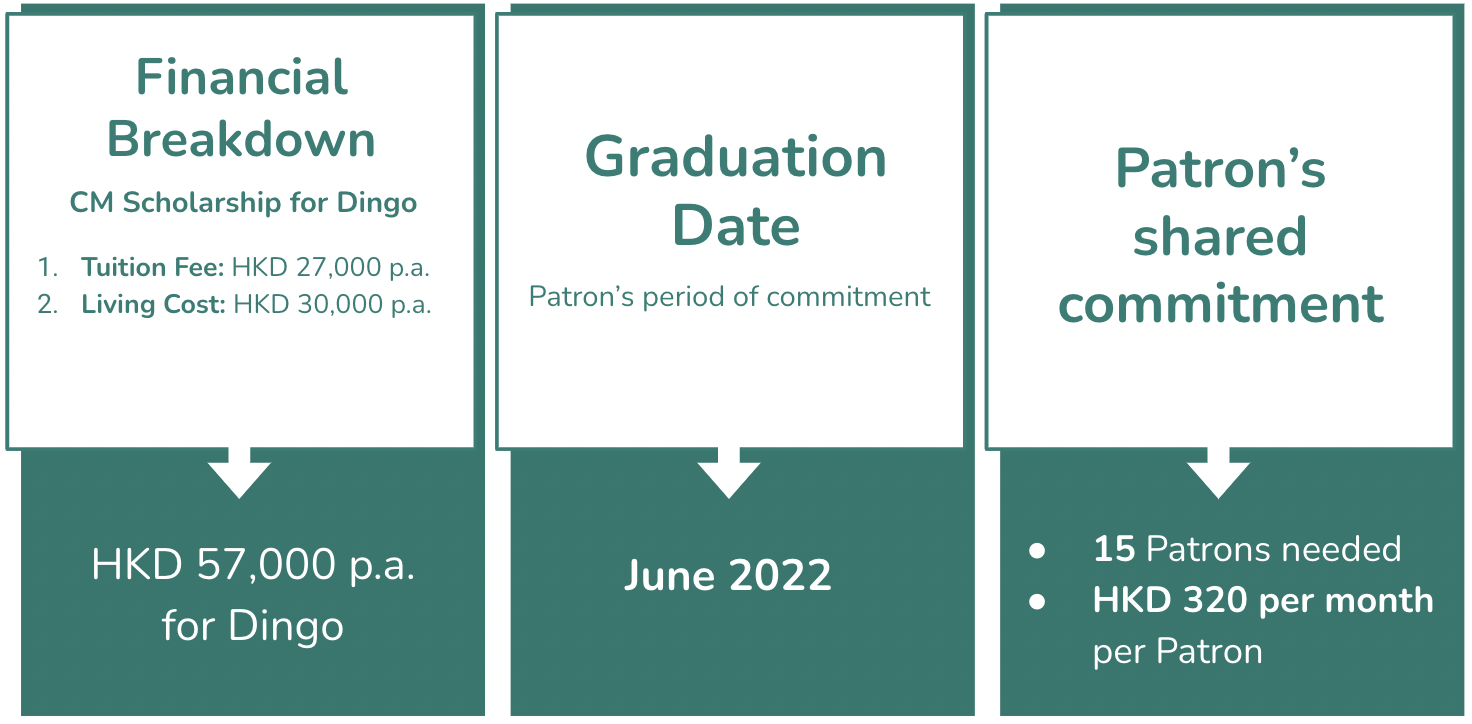 Financial
Breakdown
CM Scholarship for Dingo
1. Tuition Fee: HKD 27,000 p.a.
2. Living Cost: HKD 30,000 p.a.
HKD 57,000 p.a.
for Dingo
Graduation
Date
Patron’s period of commitment
June 2022
Patron’s
shared
commitment
● 15 Patrons needed
● HKD 320 per month
per Patron